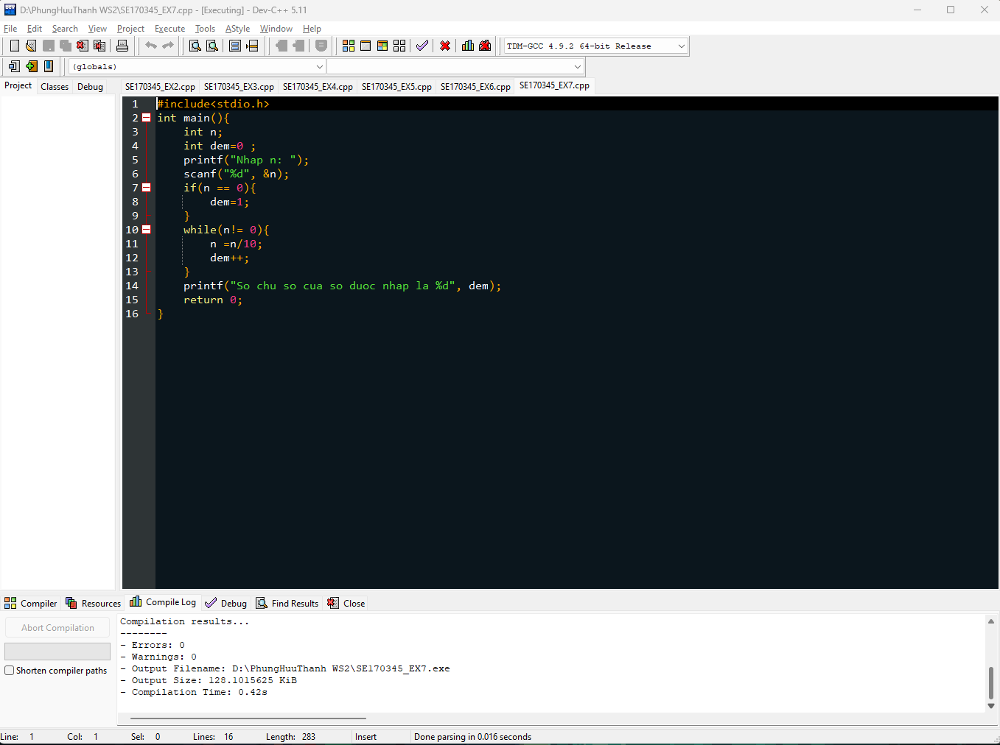 D:\PhungHuuThanh WS2\SE170345_EX7.cpp - [Executing] - Dev-C++ 5.11
File Edit Search View Project Execute Tools AStyle Window Help
TDM-GCC 4.9.2 64-bit Release
(globals)
Project Classes Debug
SE170345_EX2.cpp SE170345_EX3.cpp SE170345_EX4.cpp SE170345_EX5.cpp SE170345_EX6.cpp SE170345_EX7.cpp
1 #include<stdio.h>
2 int main(){
3 int n;
4 int dem=0 ;
5 printf("Nhap n: ");
6 scanf("%d", &n);
7 if(n == 0){
8 dem=1;
9 }
10 while(n!= 0){
11 n =n/10;
12 dem++;
13 }
14 printf("So chu so cua so duoc nhap la %d", dem);
15 return 0;
16 }
Compiler Resources Compile Log Debug Find Results Close
Abort Compilation
Shorten compiler paths
Compilation results...
--------
- Errors: 0
- Warnings: 0
- Output Filename: D:\PhungHuuThanh WS2\SE170345_EX7.exe
- Output Size: 128.1015625 KiB
- Compilation Time: 0.42s
Line: 1 Col: 1 Sel: 0 Lines: 16 Length: 283 Insert Done parsing in 0.016 seconds